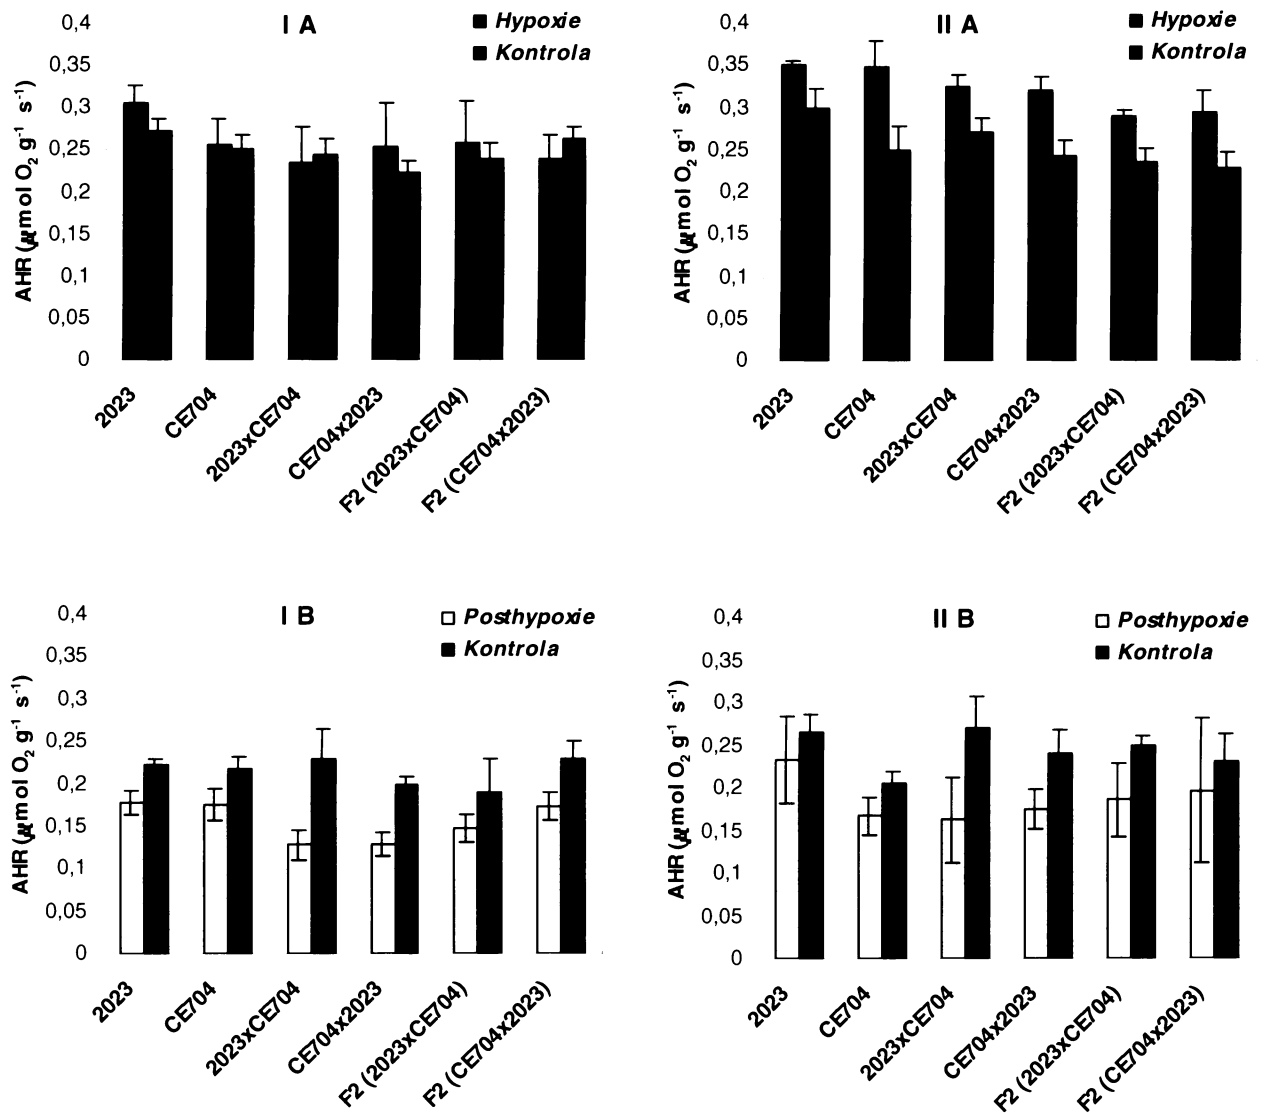 I A
Hypoxie
Kontrola
AHR (µmol O2 g-1 s-1)
0,4
0,35
0,3
0,25
0,2
0,15
0,1
0,05
0
2023
CE704
2023xCE704
CE704x2023
F2 (2023xCE704)
F2 (CE704x2023)
II A
Hypoxie
Kontrola
AHR (µmol O2 g-1 s-1)
0,4
0,35
0,3
0,25
0,2
0,15
0,1
0,05
0
2023
CE704
2023xCE704
CE704x2023
F2 (2023xCE704)
F2 (CE704x2023)
I B
Posthypoxie
Kontrola
AHR (µmol O2 g-1 s-1)
0,4
0,35
0,3
0,25
0,2
0,15
0,1
0,05
0
2023
CE704
2023xCE704
CE704x2023
F2 (2023xCE704)
F2 (CE704x2023)
II B
Posthypoxie
Kontrola
AHR (µmol O2 g-1 s-1)
0,4
0,35
0,3
0,25
0,2
0,15
0,1
0,05
0
2023
CE704
2023xCE704
CE704x2023
F2 (2023xCE704)
F2 (CE704x2023)